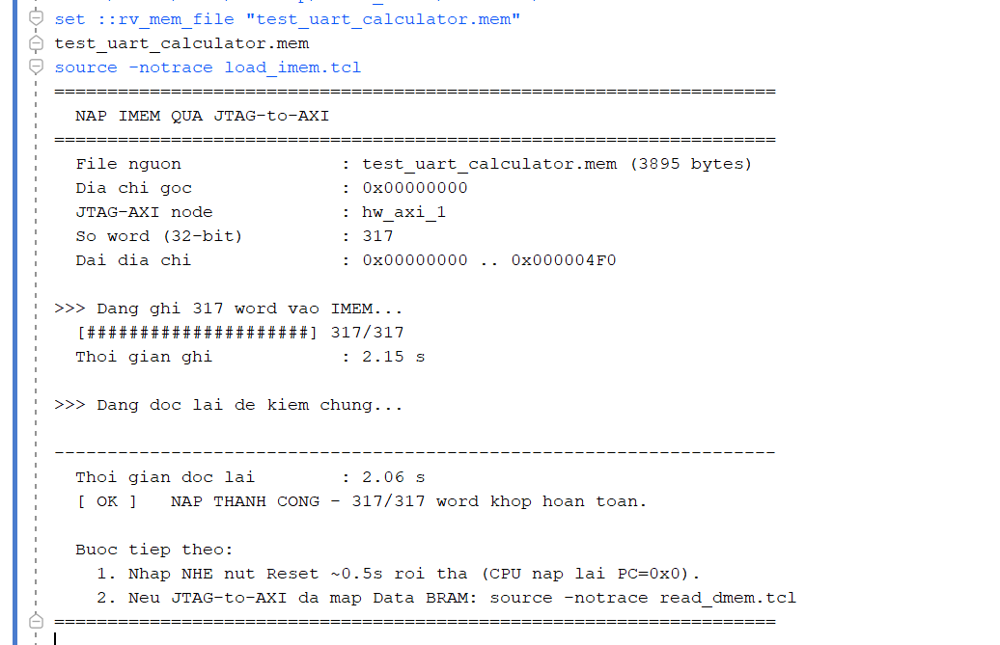 set ::rv_mem_file "test_uart_calculator.mem"
test_uart_calculator.mem
source -notrace load_imem.tcl
====================================================================
NAP IMEM QUA JTAG-to-AXI
====================================================================
File nguon : test_uart_calculator.mem (3895 bytes)
Dia chi goc : 0x00000000
JTAG-AXI node : hw_axi_1
So word (32-bit) : 317
Dai dia chi : 0x00000000 .. 0x000004F0
>>> Dang ghi 317 word vao IMEM...
[#####################] 317/317
Thoi gian ghi : 2.15 s
>>> Dang doc lai de kiem chung...
--------------------------------------------------------------------
Thoi gian doc lai : 2.06 s
[ OK ] NAP THANH CONG - 317/317 word khop hoan toan.
Buoc tiep theo:
1. Nhap NHE nut Reset ~0.5s roi tha (CPU nap lai PC=0x0).
2. Neu JTAG-to-AXI da map Data BRAM: source -notrace read_dmem.tcl
====================================================================